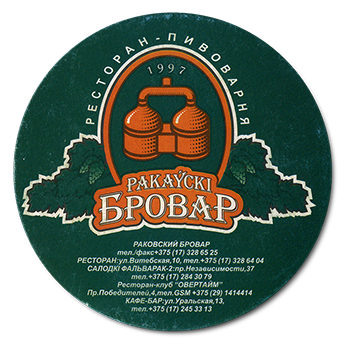 РЕСТОРАН-ПИВОВАРНЯ
1997
РАКАЎСКІ
БРОВАР
РАКОВСКИЙ БРОВАР
тел./факс+375 (17) 328 65 25
РЕСТОРАН:ул.Витебская,10, тел.+375 (17) 328 64 04
САЛОДКI ФАЛЬВАРАК-2:пр.Независимости,37
тел.+375 (17) 284 30 79
Ресторан-клуб "ОВЕРТАЙМ"
Пр.Победителей,4,тел.GSM +375 (29) 1414414
КАФЕ-БАР:ул.Уральская,13,
тел.+375 (17) 245 33 13